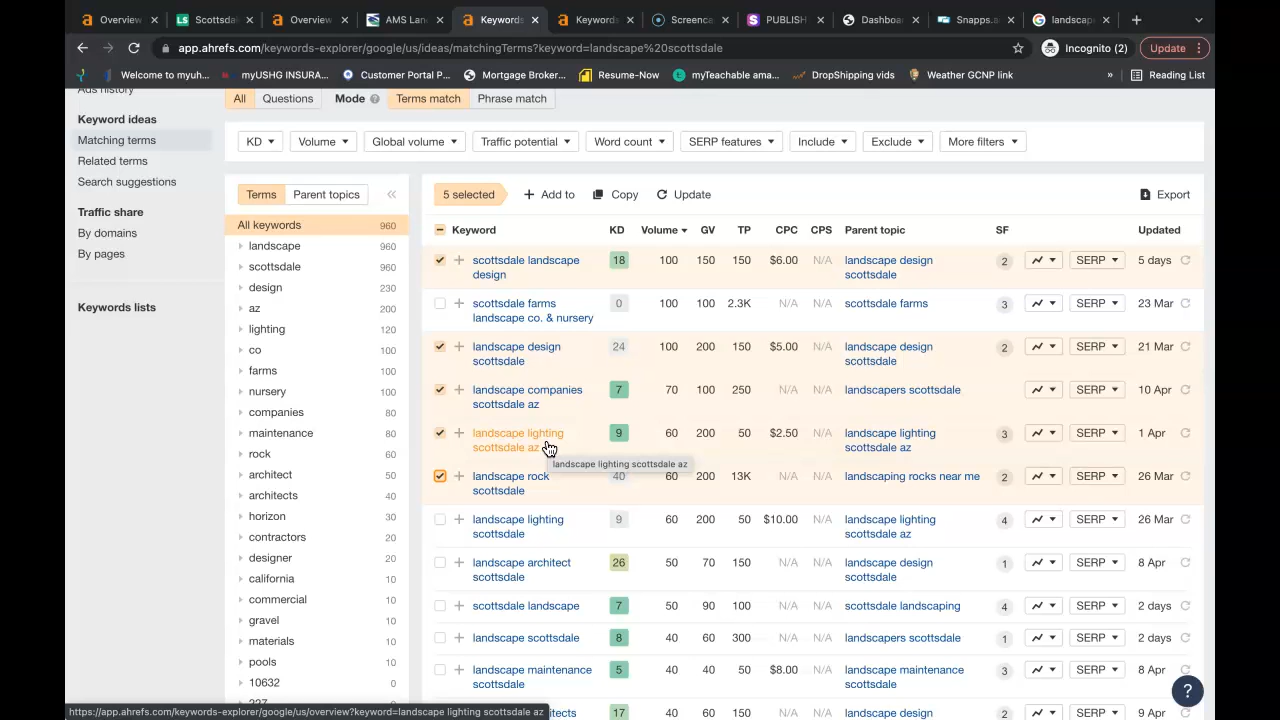 Overview
Scottsdal
Overview
AMS Lan
Keywords
Keywords
Screenca
PUBLISH
Dashboar
Snapps.a
landscap
app.ahrefs.com/keywords-explorer/google/us/ideas/matchingTerms?keyword=landscape%20scottsdale
Incognito (2)
Update
Welcome to myuh...
myUSHG INSURA...
Customer Portal P...
Mortgage Broker...
Resume-Now
myTeachable ama...
DropShipping vids
Weather GCNP link
»
Reading List
Ads history
Keyword ideas
Matching terms
Related terms
Search suggestions
Traffic share
By domains
By pages
Keywords lists
All Questions Mode Terms match Phrase match
KD Volume Global volume Traffic potential Word count SERP features Include Exclude More filters
Terms Parent topics
All keywords 960
landscape 960
scottsdale 960
design 230
az 200
lighting 120
co 100
farms 100
nursery 100
companies 80
maintenance 80
rock 60
architect 50
architects 40
horizon 30
contractors 20
designer 20
california 10
commercial 10
gravel 10
materials 10
pools 10
10632 0
5 selected Add to Copy Update Export
Keyword KD Volume GV TP CPC CPS Parent topic SF Updated
scottsdale landscape 18 100 150 150 $6.00 N/A landscape design 2 SERP 5 days
design scottsdale
scottsdale farms 0 100 100 2.3K N/A N/A scottsdale farms 3 SERP 23 Mar
landscape co. & nursery
landscape design 24 100 200 150 $5.00 N/A landscape design 2 SERP 21 Mar
scottsdale scottsdale
landscape companies 7 70 100 250 N/A N/A landscapers scottsdale SERP 10 Apr
scottsdale az
landscape lighting 9 60 200 50 $2.50 N/A landscape lighting 3 SERP 1 Apr
scottsdale az scottsdale az
landscape lighting scottsdale az
landscape rock 40 60 200 13K N/A N/A landscaping rocks near me 2 SERP 26 Mar
scottsdale
landscape lighting 9 60 200 50 $10.00 N/A landscape lighting 4 SERP 26 Mar
scottsdale scottsdale az
landscape architect 26 50 70 150 N/A N/A landscape design 1 SERP 8 Apr
scottsdale scottsdale
scottsdale landscape 7 50 90 100 N/A N/A scottsdale landscaping 4 SERP 2 days
landscape scottsdale 8 40 60 300 N/A N/A landscapers scottsdale 1 SERP 2 days
landscape maintenance 5 40 40 50 $8.00 N/A landscape maintenance 3 SERP 8 Apr
scottsdale scottsdale
?
https://app.ahrefs.com/keywords-explorer/google/us/overview?keyword=landscape lighting scottsdale az
17 40 60 150 N/A N/A landscape design 2 SERP 9 Apr